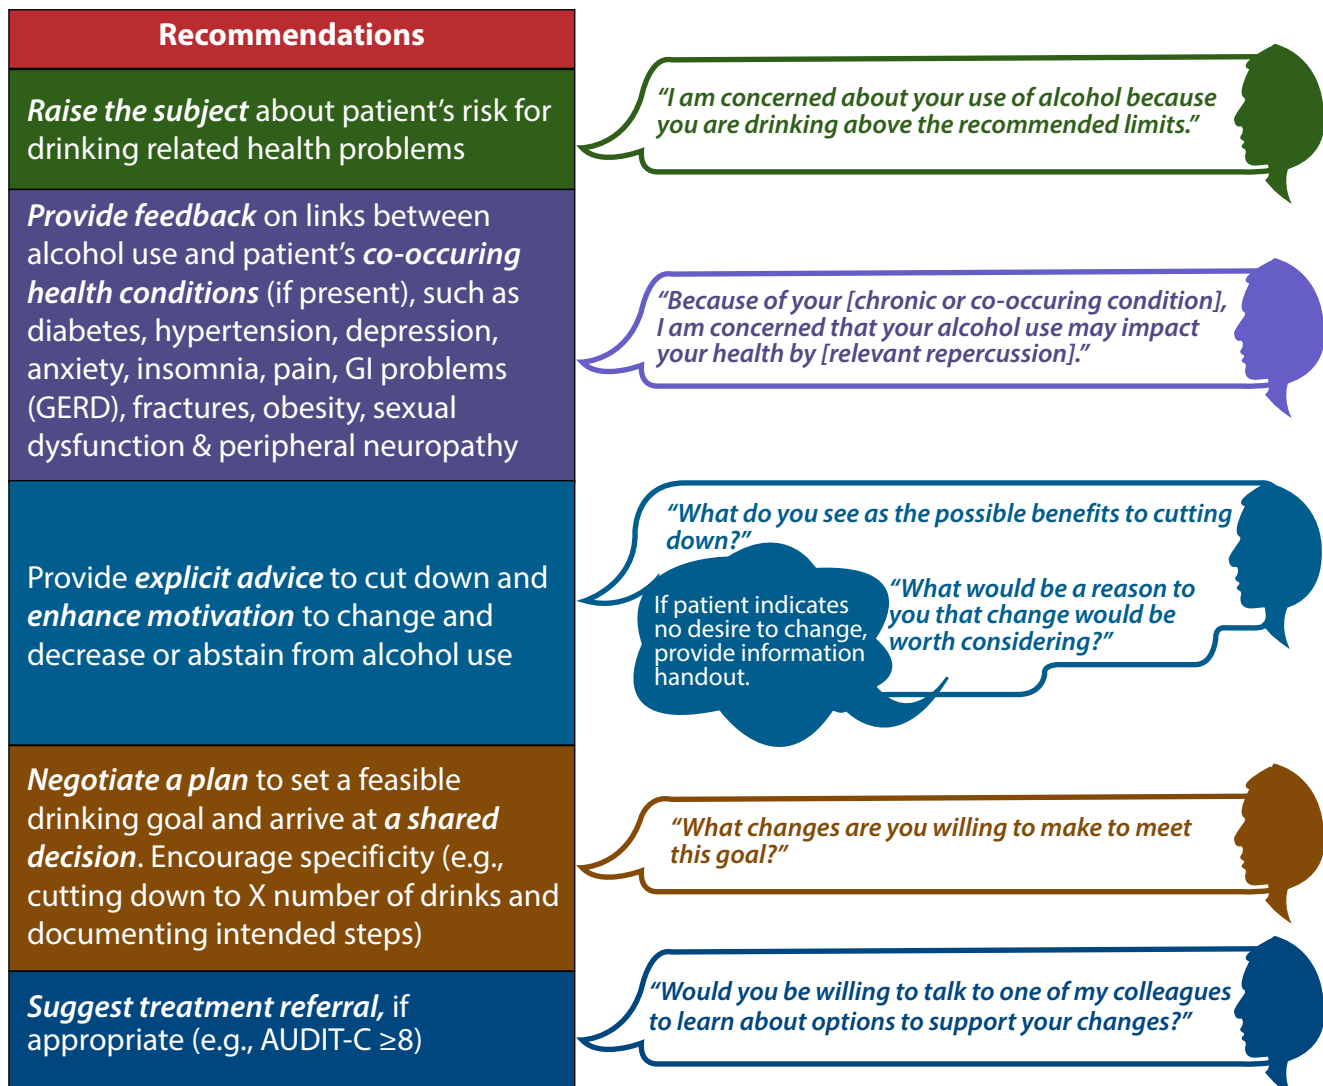 Recommendations
Raise the subject about patient’s risk for
drinking related health problems
“I am concerned about your use of alcohol because
you are drinking above the recommended limits.”
Provide feedback on links between
alcohol use and patient’s co-occuring
health conditions (if present), such as
diabetes, hypertension, depression,
anxiety, insomnia, pain, GI problems
(GERD), fractures, obesity, sexual
dysfunction & peripheral neuropathy
“Because of your [chronic or co-occuring condition],
I am concerned that your alcohol use may impact
your health by [relevant repercussion].”
Provide explicit advice to cut down and
enhance motivation to change and
decrease or abstain from alcohol use
“What do you see as the possible benefits to cutting
down?”
“What would be a reason to
you that change would be
worth considering?”
If patient indicates
no desire to change,
provide information
handout.
Negotiate a plan to set a feasible
drinking goal and arrive at a shared
decision. Encourage specificity (e.g.,
cutting down to X number of drinks and
documenting intended steps)
“What changes are you willing to make to meet
this goal?”
Suggest treatment referral, if
appropriate (e.g., AUDIT-C ≥8)
“Would you be willing to talk to one of my colleagues
to learn about options to support your changes?”